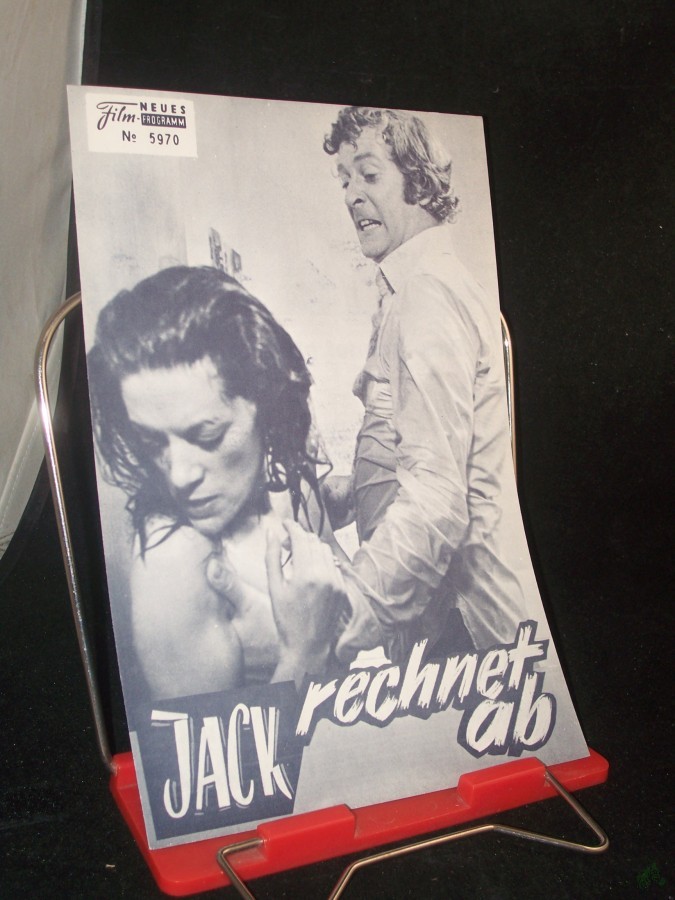 NEUES
Film-PROGRAMM
No 5970
JACK
rechnet
ab